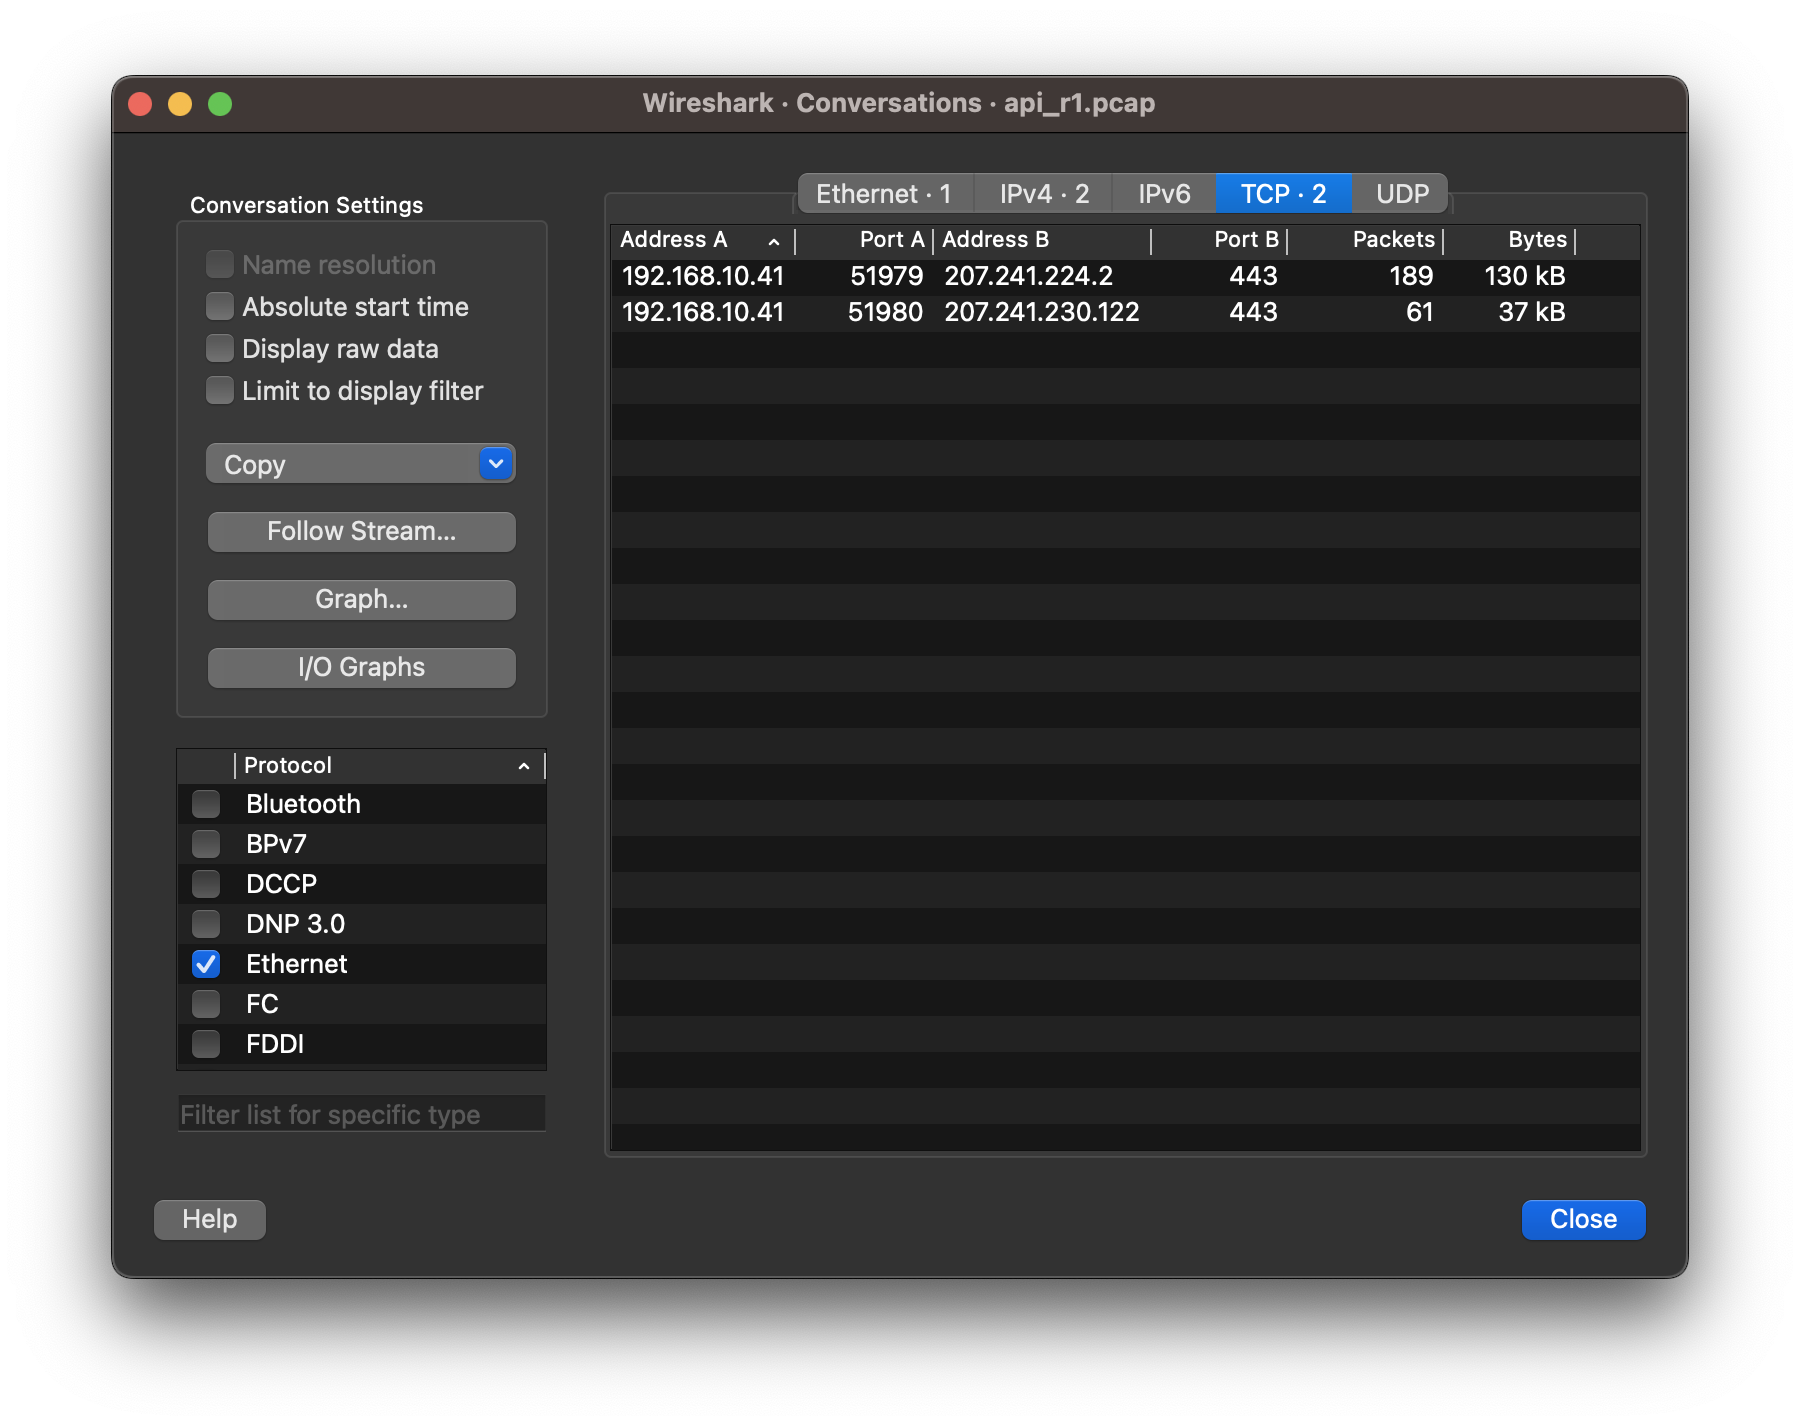 Wireshark · Conversations · api_r1.pcap
Conversation Settings
Name resolution
Absolute start time
Display raw data
Limit to display filter
Copy
Follow Stream...
Graph...
I/O Graphs
Protocol
Bluetooth
BPv7
DCCP
DNP 3.0
Ethernet
FC
FDDI
Filter list for specific type
Ethernet · 1 IPv4 · 2 IPv6 TCP · 2 UDP
Address A Port A Address B Port B Packets Bytes
192.168.10.41 51979 207.241.224.2 443 189 130 kB
192.168.10.41 51980 207.241.230.122 443 61 37 kB
Help
Close